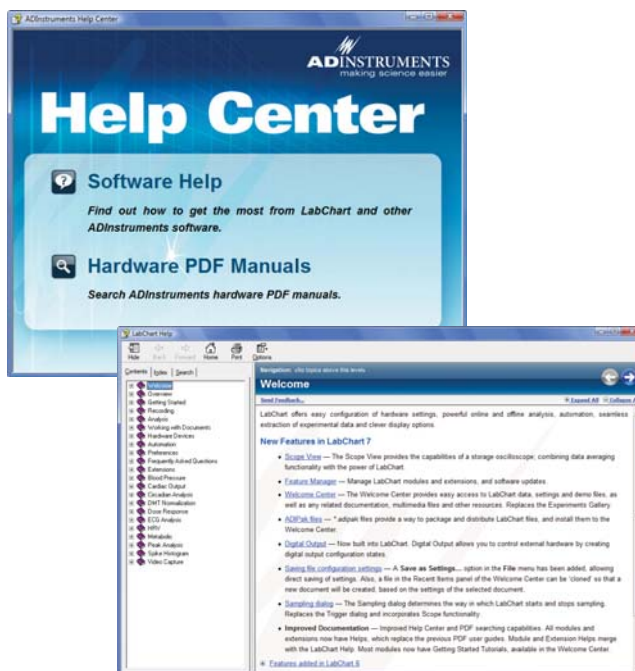 ADInstruments Help Center
ADINSTRUMENTS
making science easier
Help Center
Software Help
Find out how to get the most from LabChart and other
ADInstruments software.
Hardware PDF Manuals
Search ADInstruments hardware PDF manuals.
LabChart Help
Hide Back Forward Home Print Options
Contents Index Search
Welcome
Overview
Getting Started
Recording
Analysis
Working with Documents
Hardware Devices
Automation
Preferences
Frequently Asked Questions
Extensions
Blood Pressure
Cardiac Output
Circadian Analysis
DMT Normalization
Dose Response
ECG Analysis
HRV
Metabolic
Peak Analysis
Spike Histogram
Video Capture
Navigation: «No topics above this level»
Welcome
Send Feedback... Expand All Collapse A
LabChart offers easy configuration of hardware settings, powerful online and offline analysis, automation, seamless
extraction of experimental data and clever display options.
New Features in LabChart 7
• Scope View — The Scope View provides the capabilities of a storage oscilloscope; combining data averaging
functionality with the power of LabChart.
• Feature Manager — Manage LabChart modules and extensions, and software updates.
• Welcome Center — The Welcome Center provides easy access to LabChart data, settings and demo files, as
well as any related documentation, multimedia files and other resources. Replaces the Experiments Gallery.
• ADIPak files — *.adipak files provide a way to package and distribute LabChart files, and install them to the
Welcome Center.
• Digital Output — Now built into LabChart. Digital Output allows you to control external hardware by creating
digital output configuration states.
• Saving file configuration settings — A Save as Settings... option in the File menu has been added, allowing
direct saving of settings. Also, a file in the Recent Items panel of the Welcome Center can be 'cloned' so that a
new document will be created, based on the settings of the selected document.
• Sampling dialog — The Sampling dialog determines the way in which LabChart starts and stops sampling.
Replaces the Trigger dialog and incorporates Scope functionality.
• Improved Documentation — Improved Help Center and PDF searching capabilities. All modules and
extensions now have Helps, which replace the previous PDF user guides. Module and Extension Helps merge
with the LabChart Help. Most modules now have Getting Started Tutorials, available in the Welcome Center.
Features added in LabChart 6